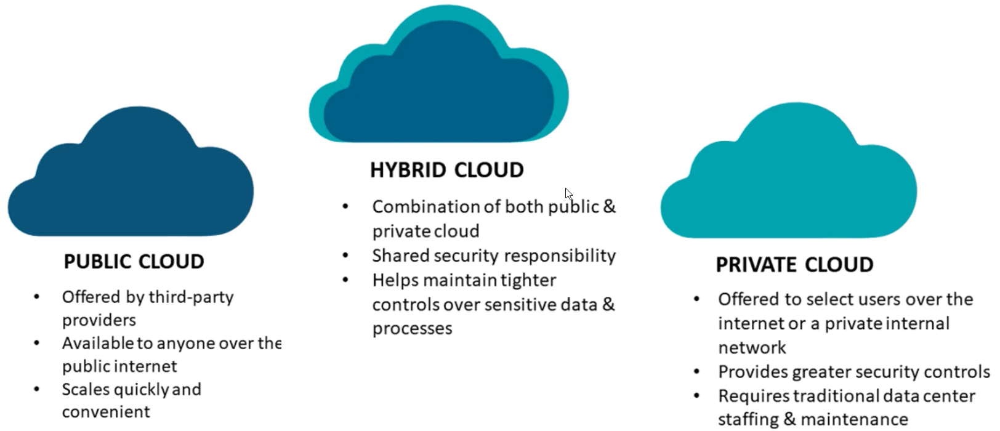 PUBLIC CLOUD
• Offered by third-party
providers
• Available to anyone over the
public internet
• Scales quickly and
convenient
HYBRID CLOUD
• Combination of both public &
private cloud
• Shared security responsibility
• Helps maintain tighter
controls over sensitive data &
processes
PRIVATE CLOUD
• Offered to select users over the
internet or a private internal
network
• Provides greater security controls
• Requires traditional data center
staffing & maintenance